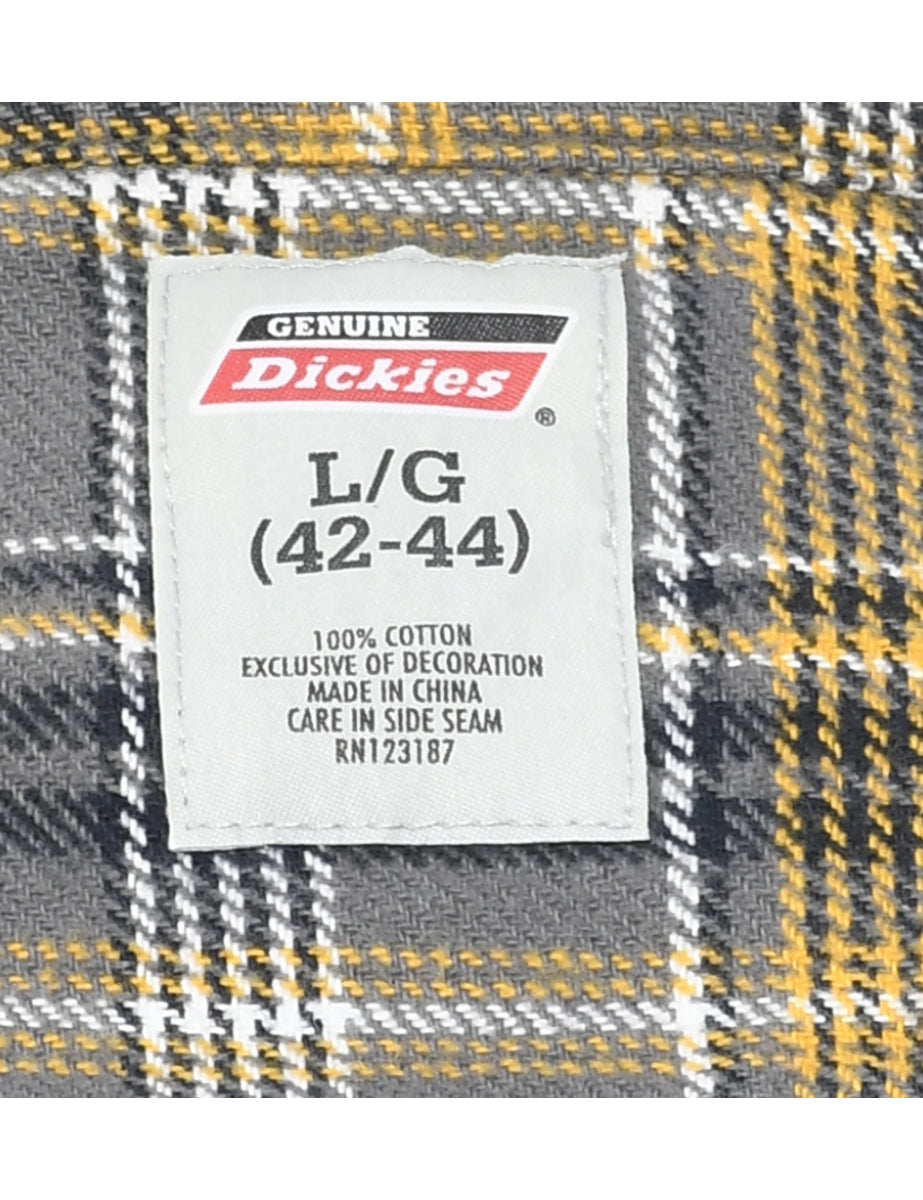 GENUINE
Dickies
®
L/G
(42-44)
100% COTTON
EXCLUSIVE OF DECORATION
MADE IN CHINA
CARE IN SIDE SEAM
RN123187